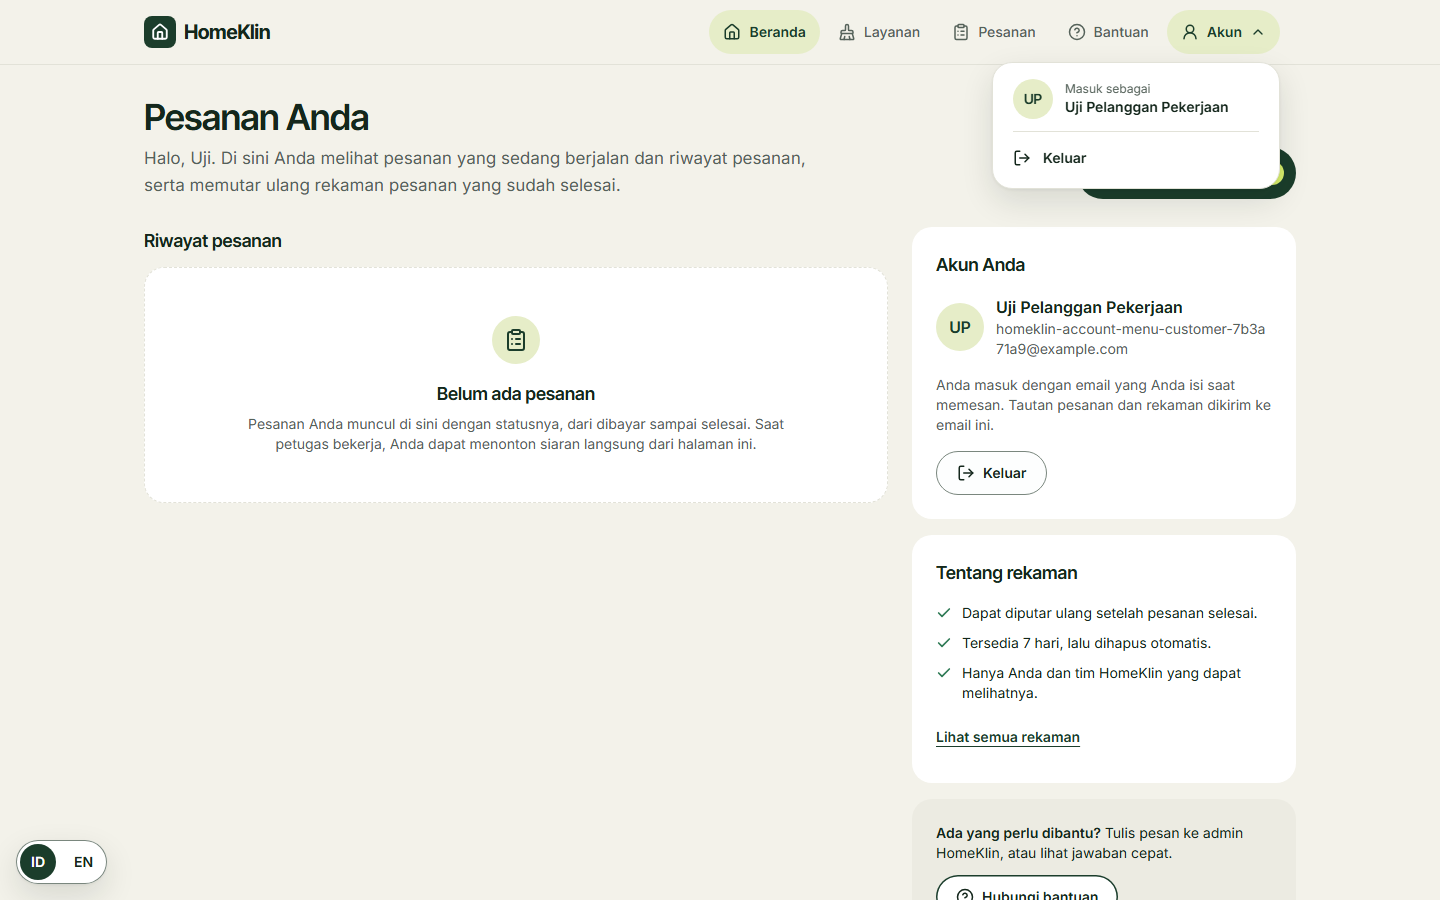 HomeKlin
Beranda
Layanan
Pesanan
Bantuan
Akun
UP
Masuk sebagai
Uji Pelanggan Pekerjaan
Keluar
Pesanan Anda
Halo, Uji. Di sini Anda melihat pesanan yang sedang berjalan dan riwayat pesanan,
serta memutar ulang rekaman pesanan yang sudah selesai.
Riwayat pesanan
Belum ada pesanan
Pesanan Anda muncul di sini dengan statusnya, dari dibayar sampai selesai. Saat
petugas bekerja, Anda dapat menonton siaran langsung dari halaman ini.
Akun Anda
UP
Uji Pelanggan Pekerjaan
homeklin-account-menu-customer-7b3a
71a9@example.com
Anda masuk dengan email yang Anda isi saat
memesan. Tautan pesanan dan rekaman dikirim ke
email ini.
Keluar
Tentang rekaman
Dapat diputar ulang setelah pesanan selesai.
Tersedia 7 hari, lalu dihapus otomatis.
Hanya Anda dan tim HomeKlin yang dapat
melihatnya.
Lihat semua rekaman
Ada yang perlu dibantu? Tulis pesan ke admin
HomeKlin, atau lihat jawaban cepat.
Hubungi bantuan
ID
EN